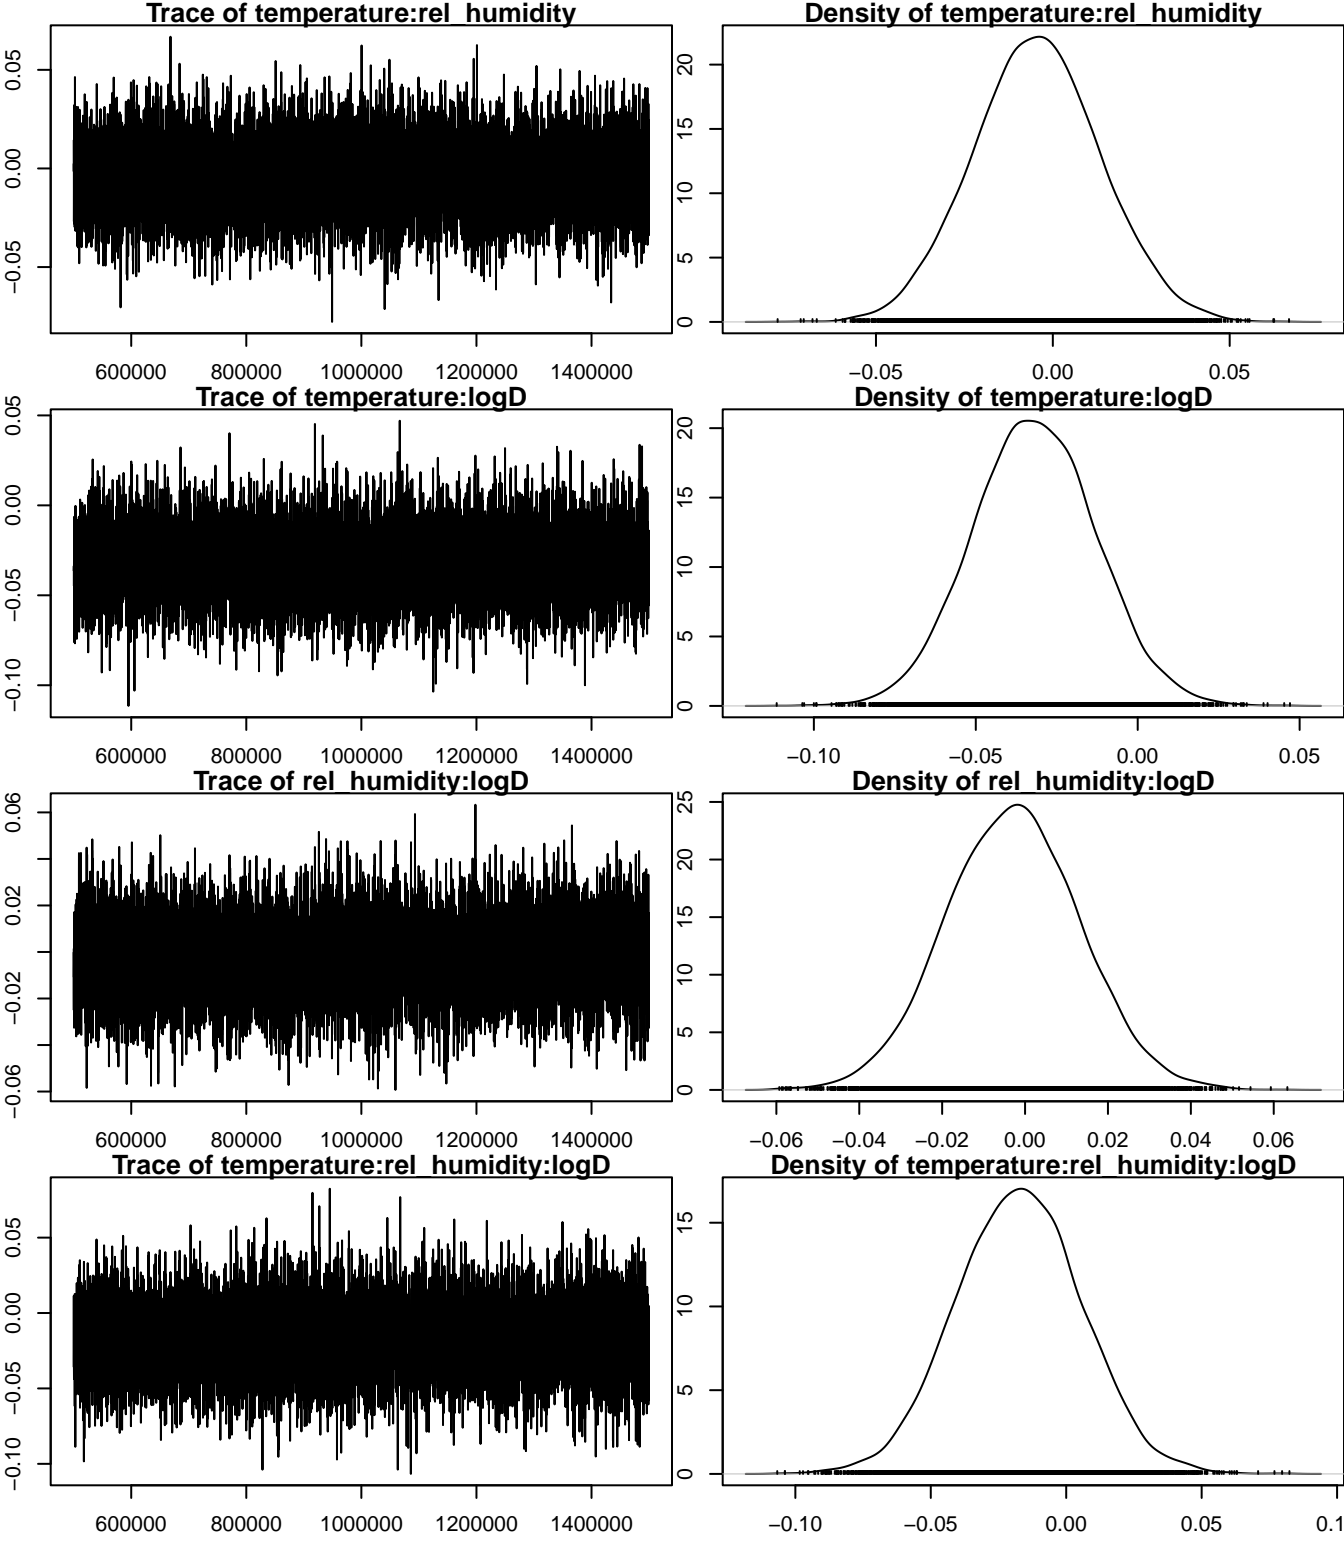 Trace of temperature:rel_humidity
0.05
0.00
−0.05
600000 800000 1000000 1200000 1400000
Density of temperature:rel_humidity
20
15
10
5
0
−0.05 0.00 0.05
Trace of temperature:logD
0.05
0.00
−0.05
−0.10
600000 800000 1000000 1200000 1400000
Density of temperature:logD
20
15
10
5
0
−0.10 −0.05 0.00 0.05
Trace of rel_humidity:logD
0.06
0.02
−0.02
−0.06
600000 800000 1000000 1200000 1400000
Density of rel_humidity:logD
25
20
15
10
5
0
−0.06 −0.04 −0.02 0.00 0.02 0.04 0.06
Trace of temperature:rel_humidity:logD
0.05
0.00
−0.05
−0.10
600000 800000 1000000 1200000 1400000
Density of temperature:rel_humidity:logD
15
10
5
0
−0.10 −0.05 0.00 0.05 0.1